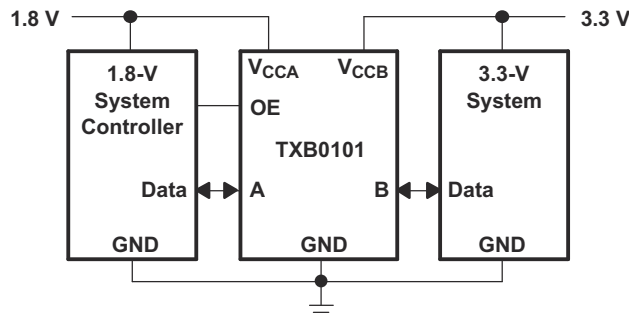 1.8 V
3.3 V
1.8-V
System
Controller
Data
GND
VCCA
VCCB
OE
TXB0101
A
B
GND
3.3-V
System
Data
GND